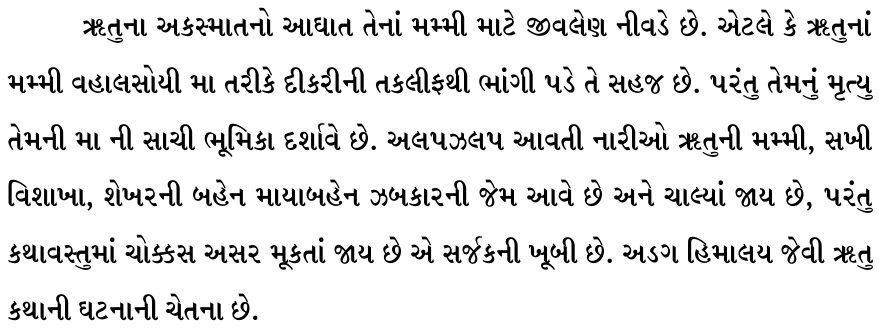 ઋતુના અકસ્માતનો આઘાત તેનાં મમ્મી માટે જીવલેણ નીવડે છે. એટલે કે ઋતુનાં
મમ્મી વહાલસોયી મા તરીકે દીકરીની તકલીફથી ભાંગી પડે તે સહજ છે. પરંતુ તેમનું મૃત્યુ
તેમની મા ની સાચી ભૂમિકા દર્શાવે છે. અલપઝલપ આવતી નારીઓ ઋતુની મમ્મી, સખી
વિશાખા, શેખરની બહેન માયાબહેન ઝબકારની જેમ આવે છે અને ચાલ્યાં જાય છે, પરંતુ
કથાવસ્તુમાં ચોક્કસ અસર મૂકતાં જાય છે એ સર્જકની ખૂબી છે. અડગ હિમાલય જેવી ઋતુ
કથાની ઘટનાની ચેતના છે.